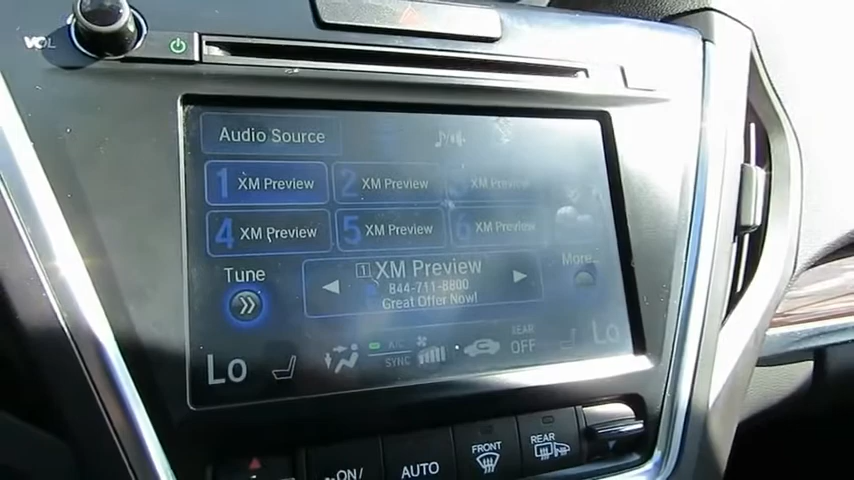 VOL
Audio Source
1 XM Preview 2 XM Preview XM Preview
4 XM Preview 5 XM Preview 6 XM Preview
Tune 1 XM Preview More
844-711-8800
Great Offer Now!
Lo A/C SYNC REAR OFF Lo
ON/ AUTO FRONT REAR